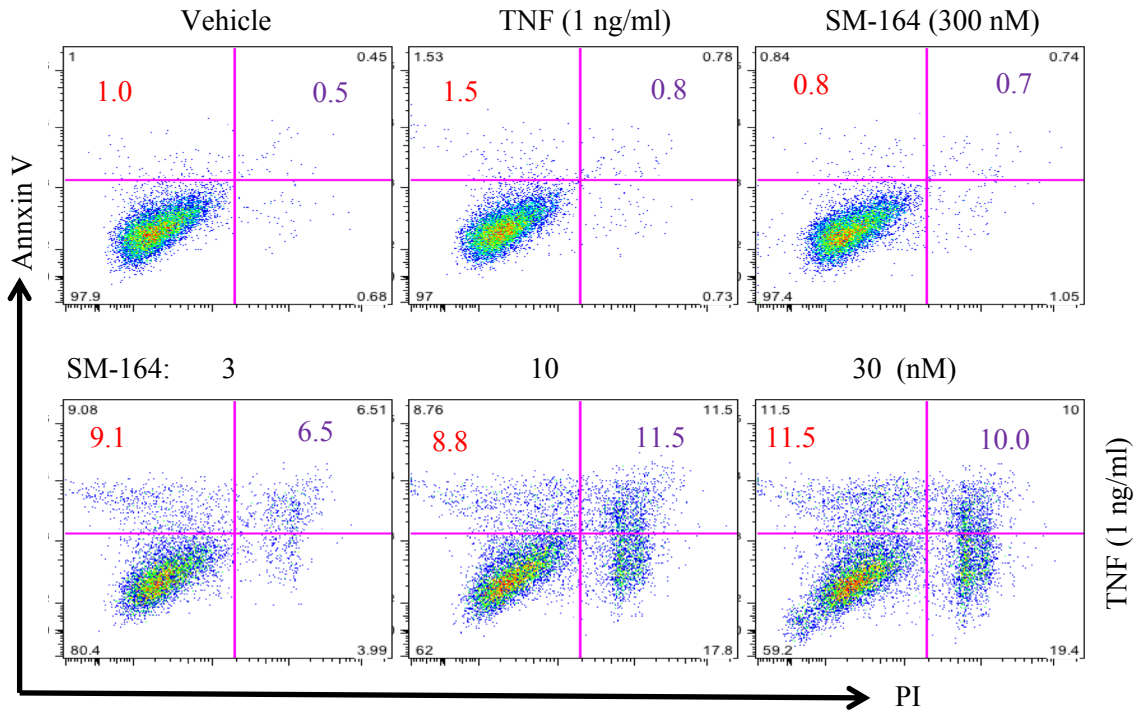 Vehicle TNF (1 ng/ml) SM-164 (300 nM)
1 0.45 1.53 0.78 0.84 0.74
1.0 0.5 1.5 0.8 0.8 0.7
97.9 0.68 97 0.73 97.4 1.05
Annxin V
SM-164: 3 10 30 (nM)
9.08 6.51 8.76 11.5 11.5 10
9.1 6.5 8.8 11.5 11.5 10.0
80.4 3.99 62 17.8 59.2 19.4
TNF (1 ng/ml)
PI